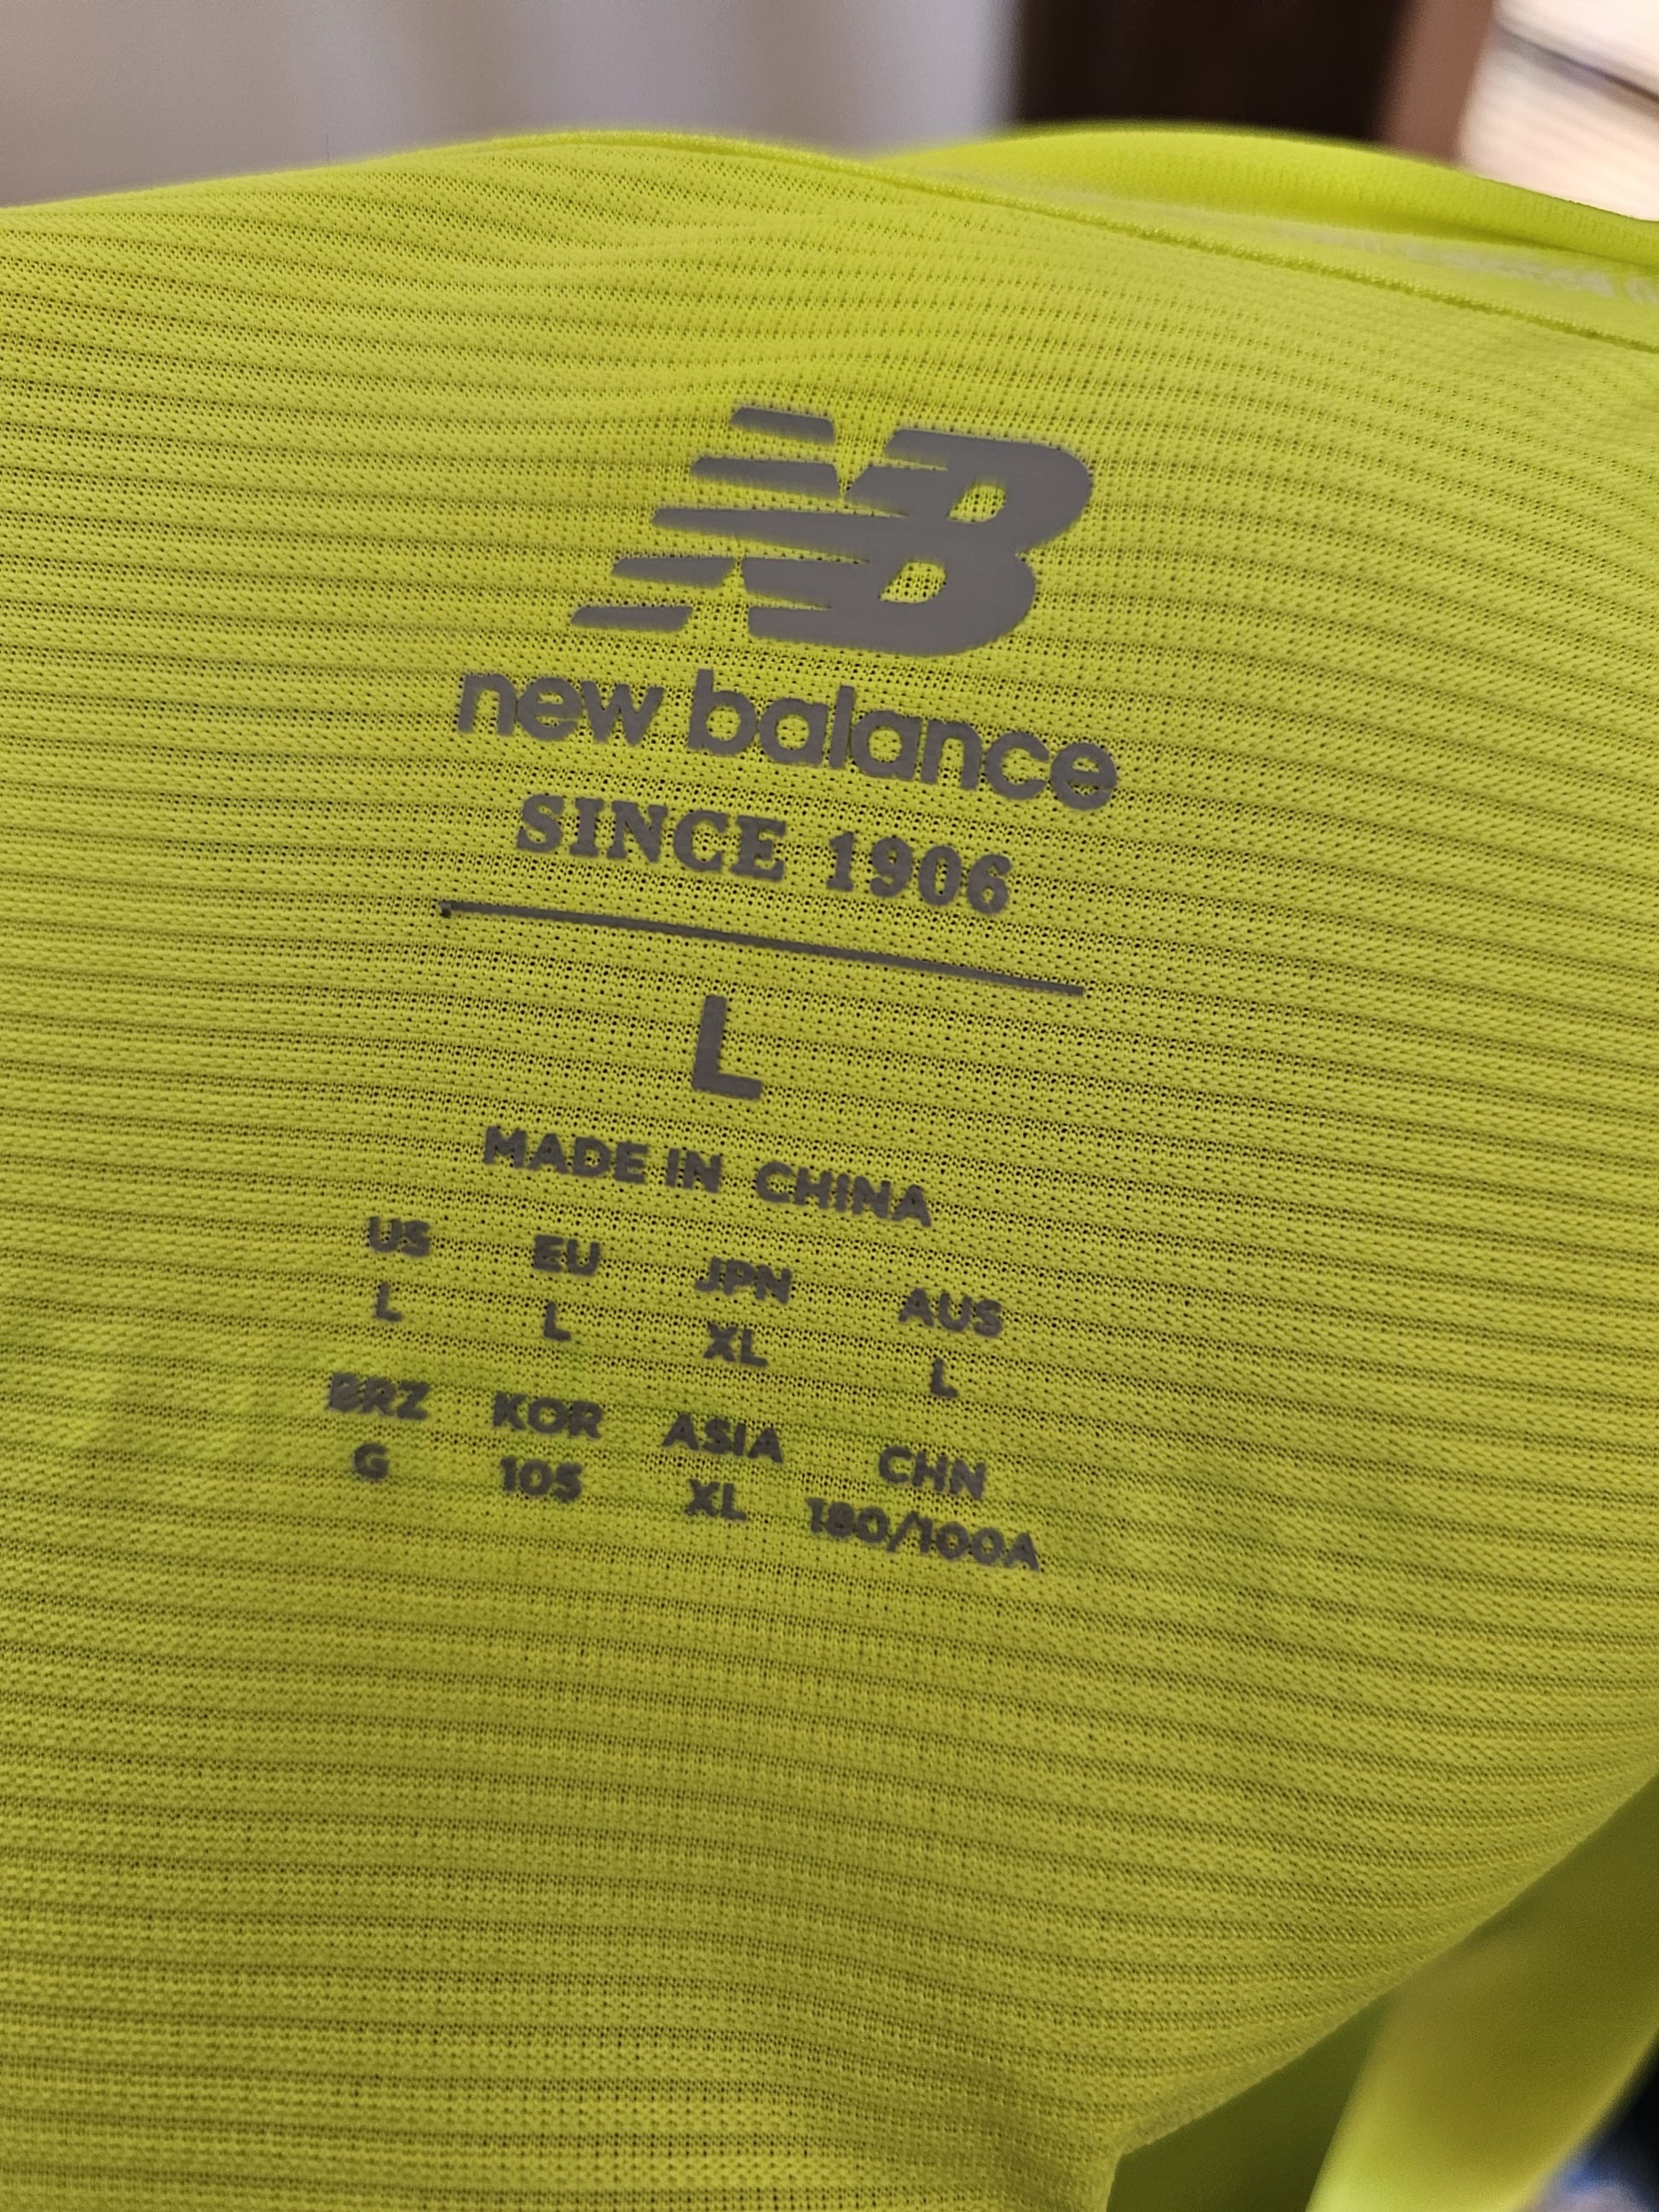 NB
new balance
SINCE 1906
L
MADE IN CHINA
US EU JPN AUS
L L XL L
BRZ KOR ASIA CHN
G 105 XL 180/100A